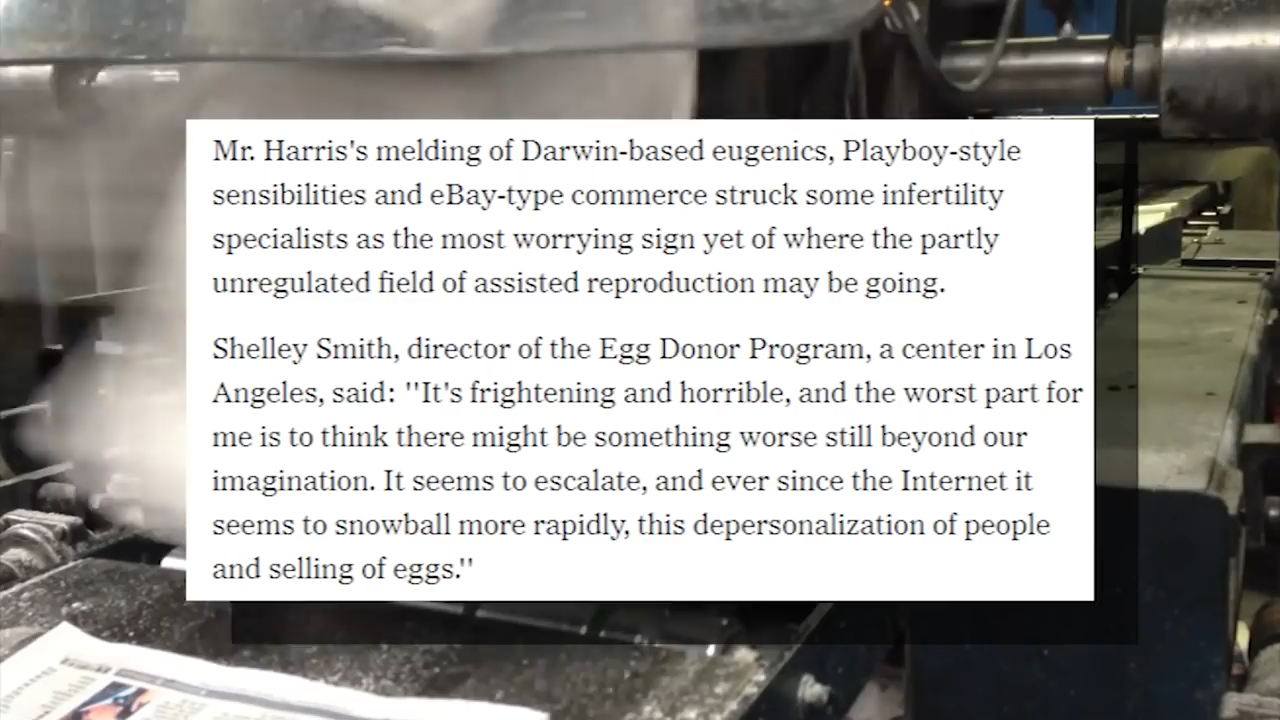 Mr. Harris's melding of Darwin-based eugenics, Playboy-style
sensibilities and eBay-type commerce struck some infertility
specialists as the most worrying sign yet of where the partly
unregulated field of assisted reproduction may be going.
Shelley Smith, director of the Egg Donor Program, a center in Los
Angeles, said: ''It's frightening and horrible, and the worst part for
me is to think there might be something worse still beyond our
imagination. It seems to escalate, and ever since the Internet it
seems to snowball more rapidly, this depersonalization of people
and selling of eggs.''